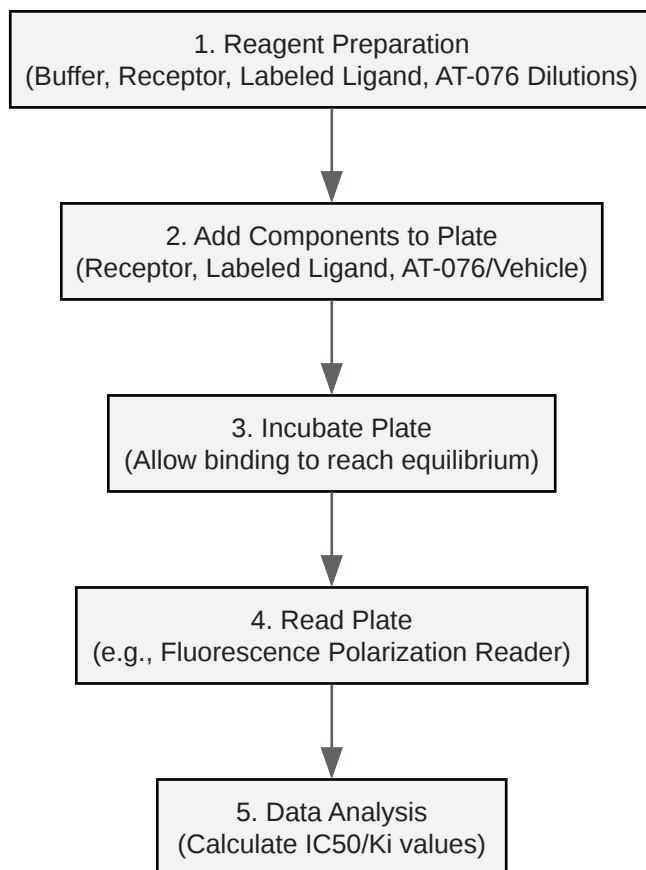 1. Reagent Preparation
(Buffer, Receptor, Labeled Ligand, AT-076 Dilutions)
2. Add Components to Plate
(Receptor, Labeled Ligand, AT-076/Vehicle)
3. Incubate Plate
(Allow binding to reach equilibrium)
4. Read Plate
(e.g., Fluorescence Polarization Reader)
5. Data Analysis
(Calculate IC50/Ki values)